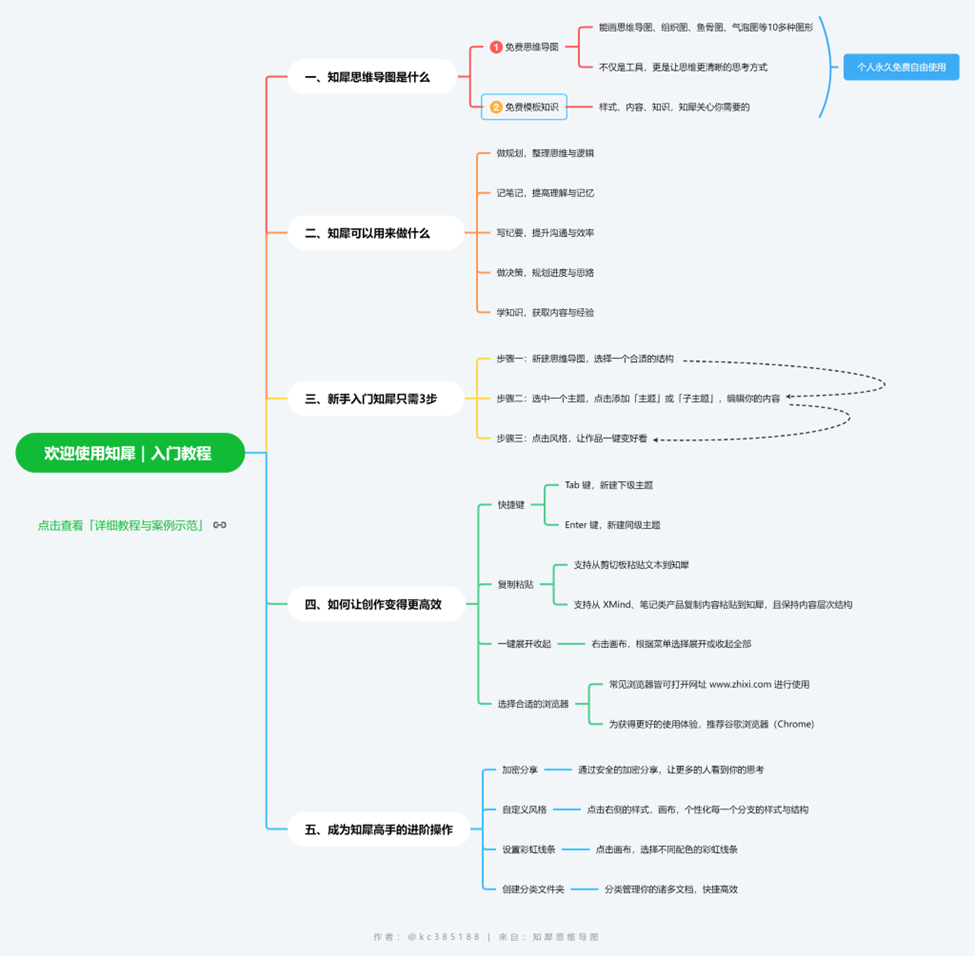 一、知犀思维导图是什么
1 免费思维导图
能画思维导图、组织图、鱼骨图、气泡图等10多种图形
不仅是工具，更是让思维更清晰的思考方式
2 免费模板知识
样式、内容、知识，知犀关心你需要的
个人永久免费自由使用
二、知犀可以用来做什么
做规划，整理思维与逻辑
记笔记，提高理解与记忆
写纪要，提升沟通与效率
做决策，规划进度与思路
学知识，获取内容与经验
三、新手入门知犀只需3步
步骤一：新建思维导图，选择一个合适的结构
步骤二：选中一个主题，点击添加「主题」或「子主题」，编辑你的内容
步骤三：点击风格，让作品一键变好看
欢迎使用知犀｜入门教程
点击查看「详细教程与案例示范」
四、如何让创作变得更高效
快捷键
Tab 键，新建下级主题
Enter 键，新建同级主题
复制粘贴
支持从剪切板粘贴文本到知犀
支持从 XMind、笔记类产品复制内容粘贴到知犀，且保持内容层次结构
一键展开收起
右击画布，根据菜单选择展开或收起全部
选择合适的浏览器
常见浏览器皆可打开网址 www.zhixi.com 进行使用
为获得更好的使用体验，推荐谷歌浏览器（Chrome）
五、成为知犀高手的进阶操作
加密分享
通过安全的加密分享，让更多的人看到你的思考
自定义风格
点击右侧的样式，画布，个性化每一个分支的样式与结构
设置彩虹线条
点击画布，选择不同配色的彩虹线条
创建分类文件夹
分类管理你的诸多文档，快捷高效
作者：@kc385188 | 来自：知犀思维导图